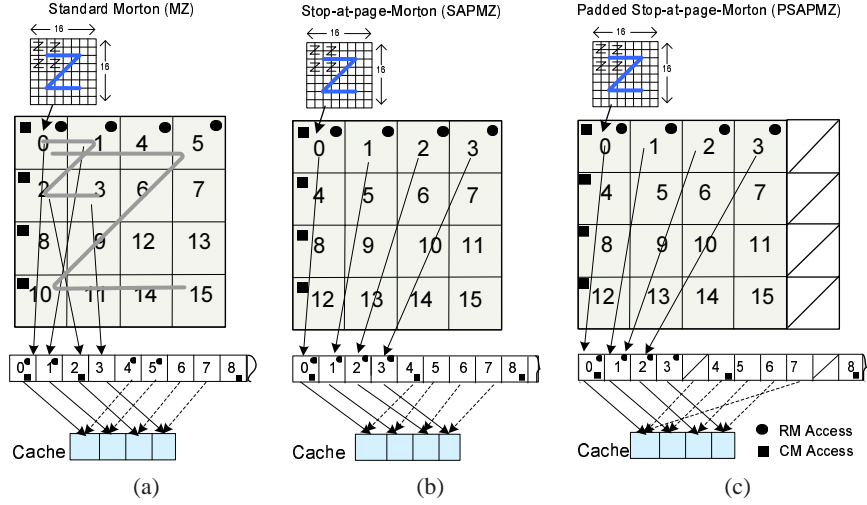 Standard Morton (MZ)
Stop-at-page-Morton (SAPMZ)
Padded Stop-at-page-Morton (PSAPMZ)
16
16
16
16
16
16
Z Z
Z Z
Z
Z Z
Z Z
Z
Z Z
Z Z
Z
0 1 4 5
2 3 6 7
8 9 12 13
10 11 14 15
0 1 2 3
4 5 6 7
8 9 10 11
12 13 14 15
0 1 2 3
4 5 6 7
8 9 10 11
12 13 14 15
0 1 2 3 4 5 6 7 8
0 1 2 3 4 5 6 7 8
0 1 2 3 4 5 6 7 8
Cache
Cache
Cache
RM Access
CM Access
(a)
(b)
(c)